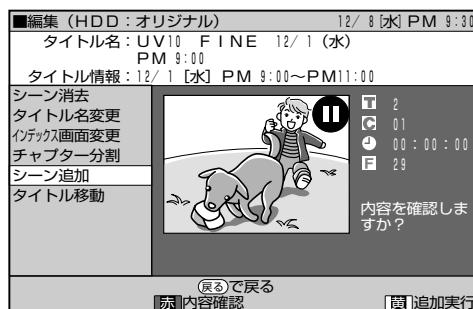 ■編集（HDD：オリジナル） 12/ 8 [水] PM 9:30
タイトル名：UV10 FINE 12/ 1（水）
PM 9:00
タイトル情報：12/ 1 [水] PM 9:00～PM11:00
シーン消去
タイトル名変更
インデックス画面変更
チャプター分割
シーン追加
タイトル移動
T 2
C 01
00：00：00
F 29
内容を確認しま
すか？
戻るで戻る
赤 内容確認 黄 追加実行